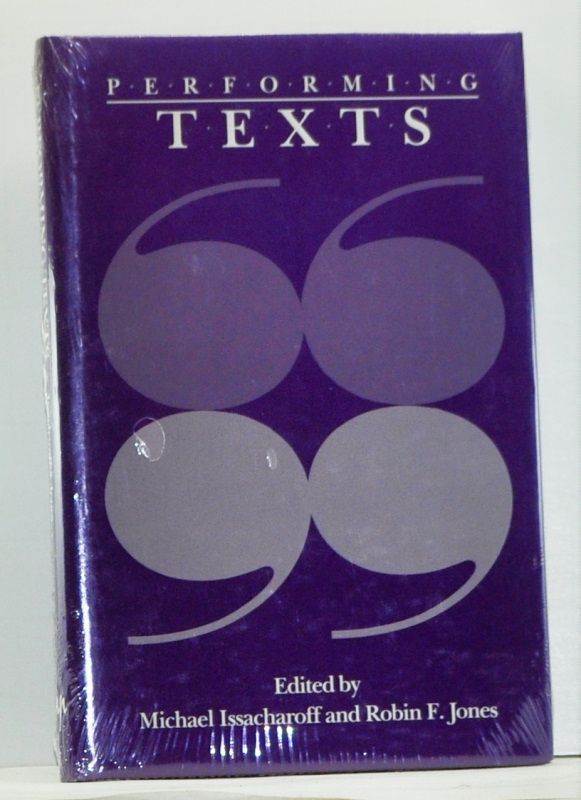 P·E·R·F·O·R·M·I·N·G
T·E·X·T·S
Edited by
Michael Issacharoff and Robin F. Jones